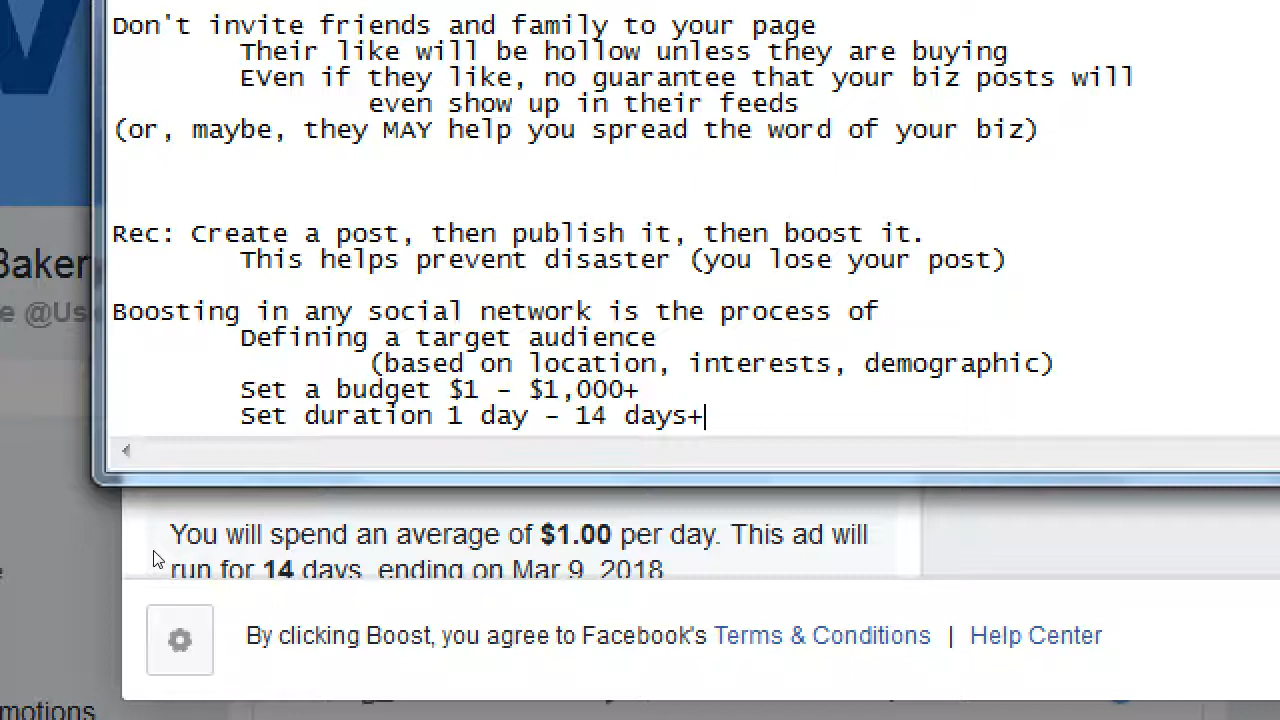 Don't invite friends and family to your page
Their like will be hollow unless they are buying
EVen if they like, no guarantee that your biz posts will
even show up in their feeds
(or, maybe, they MAY help you spread the word of your biz)
Rec: Create a post, then publish it, then boost it.
This helps prevent disaster (you lose your post)
Boosting in any social network is the process of
Defining a target audience
(based on location, interests, demographic)
Set a budget $1 - $1,000+
Set duration 1 day - 14 days+
Baker
e @Us
You will spend an average of $1.00 per day. This ad will
run for 14 days, ending on Mar 9, 2018
By clicking Boost, you agree to Facebook's Terms & Conditions | Help Center
motions